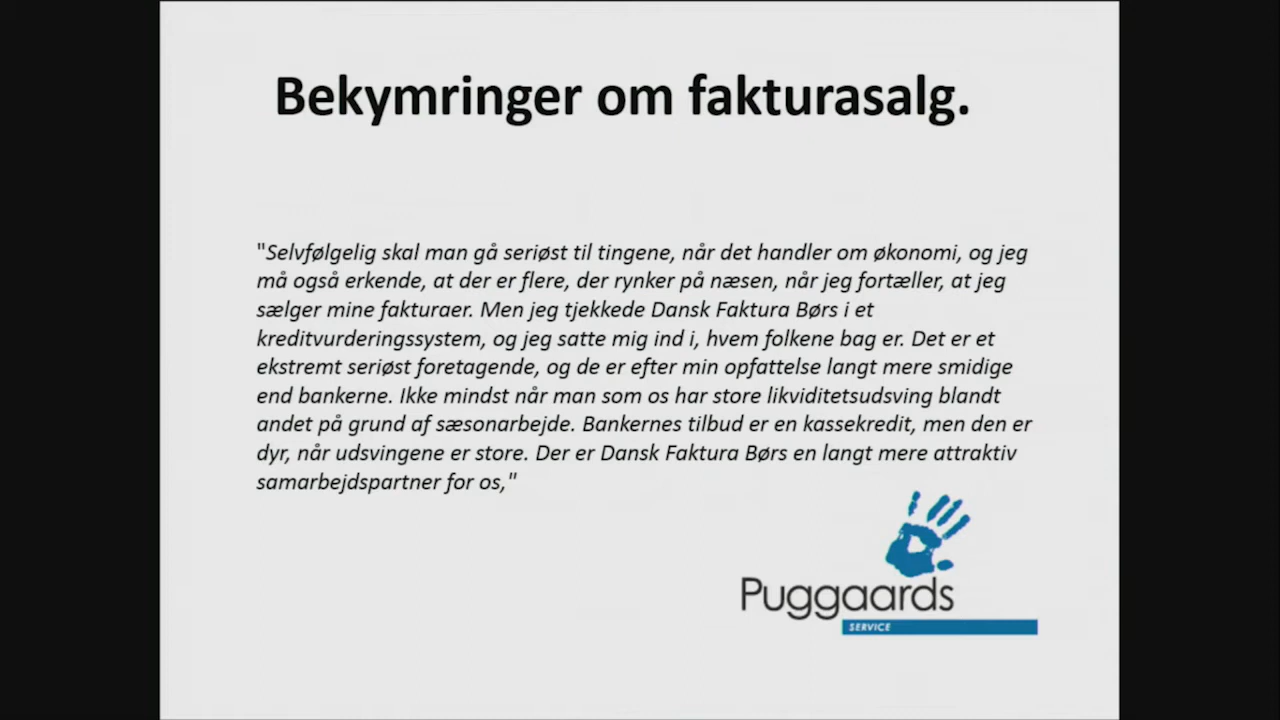 Bekymringer om fakturasalg.
"Selvfølgelig skal man gå seriøst til tingene, når det handler om økonomi, og jeg
må også erkende, at der er flere, der rynker på næsen, når jeg fortæller, at jeg
sælger mine fakturaer. Men jeg tjekkede Dansk Faktura Børs i et
kreditvurderingssystem, og jeg satte mig ind i, hvem folkene bag er. Det er et
ekstremt seriøst foretagende, og de er efter min opfattelse langt mere smidige
end bankerne. Ikke mindst når man som os har store likviditetsudsving blandt
andet på grund af sæsonarbejde. Bankernes tilbud er en kassekredit, men den er
dyr, når udsvingene er store. Der er Dansk Faktura Børs en langt mere attraktiv
samarbejdspartner for os,"
Puggaards
SERVICE